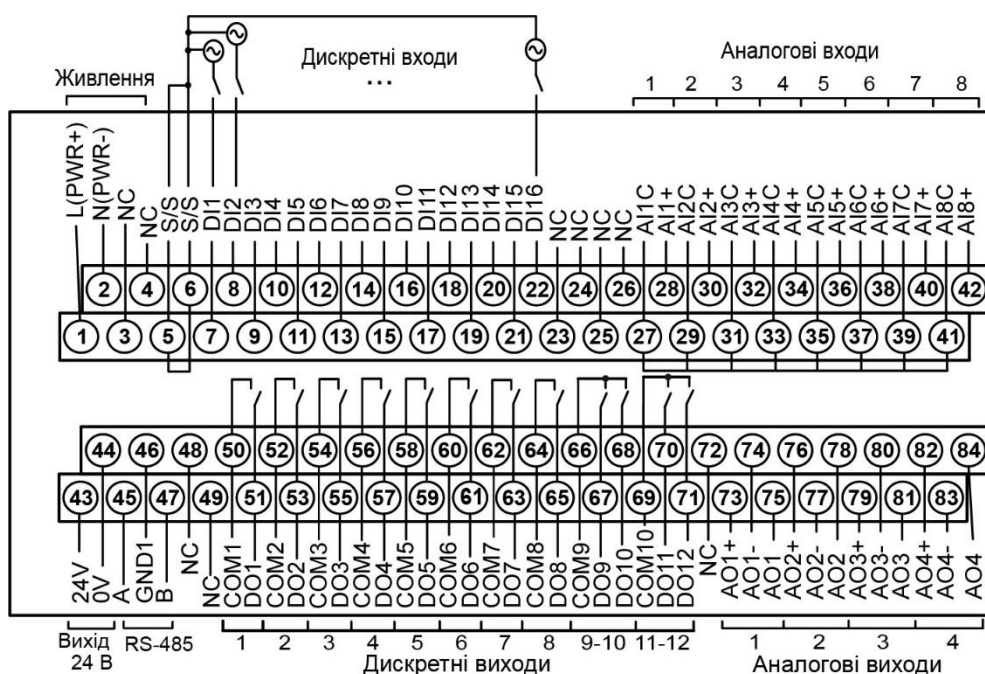 Живлення
Дискретні входи
...
Аналогові входи
1 2 3 4 5 6 7 8
L(PWR+)
N(PWR-)
NC
NC
S/S
S/S
DI1
DI2
DI3
DI4
DI5
DI6
DI7
DI8
DI9
DI10
DI11
DI12
DI13
DI14
DI15
DI16
NC
NC
NC
NC
AI1C
AI1+
AI2C
AI2+
AI3C
AI3+
AI4C
AI4+
AI5C
AI5+
AI6C
AI6+
AI7C
AI7+
AI8C
AI8+
2 4 6 8 10 12 14 16 18 20 22 24 26 28 30 32 34 36 38 40 42
1 3 5 7 9 11 13 15 17 19 21 23 25 27 29 31 33 35 37 39 41
44 46 48 50 52 54 56 58 60 62 64 66 68 70 72 74 76 78 80 82 84
43 45 47 49 51 53 55 57 59 61 63 65 67 69 71 73 75 77 79 81 83
24V
0V
A
GND1
B
NC
NC
COM1
DO1
COM2
DO2
COM3
DO3
COM4
DO4
COM5
DO5
COM6
DO6
COM7
DO7
COM8
DO8
COM9
DO9
DO10
COM10
DO11
DO12
NC
AO1+
AO1-
AO1
AO2+
AO2-
AO2
AO3+
AO3-
AO3
AO4+
AO4-
AO4
Вихід
24 В
RS-485
1 2 3 4 5 6 7 8 9-10 11-12
Дискретні виходи
1 2 3 4
Аналогові виходи